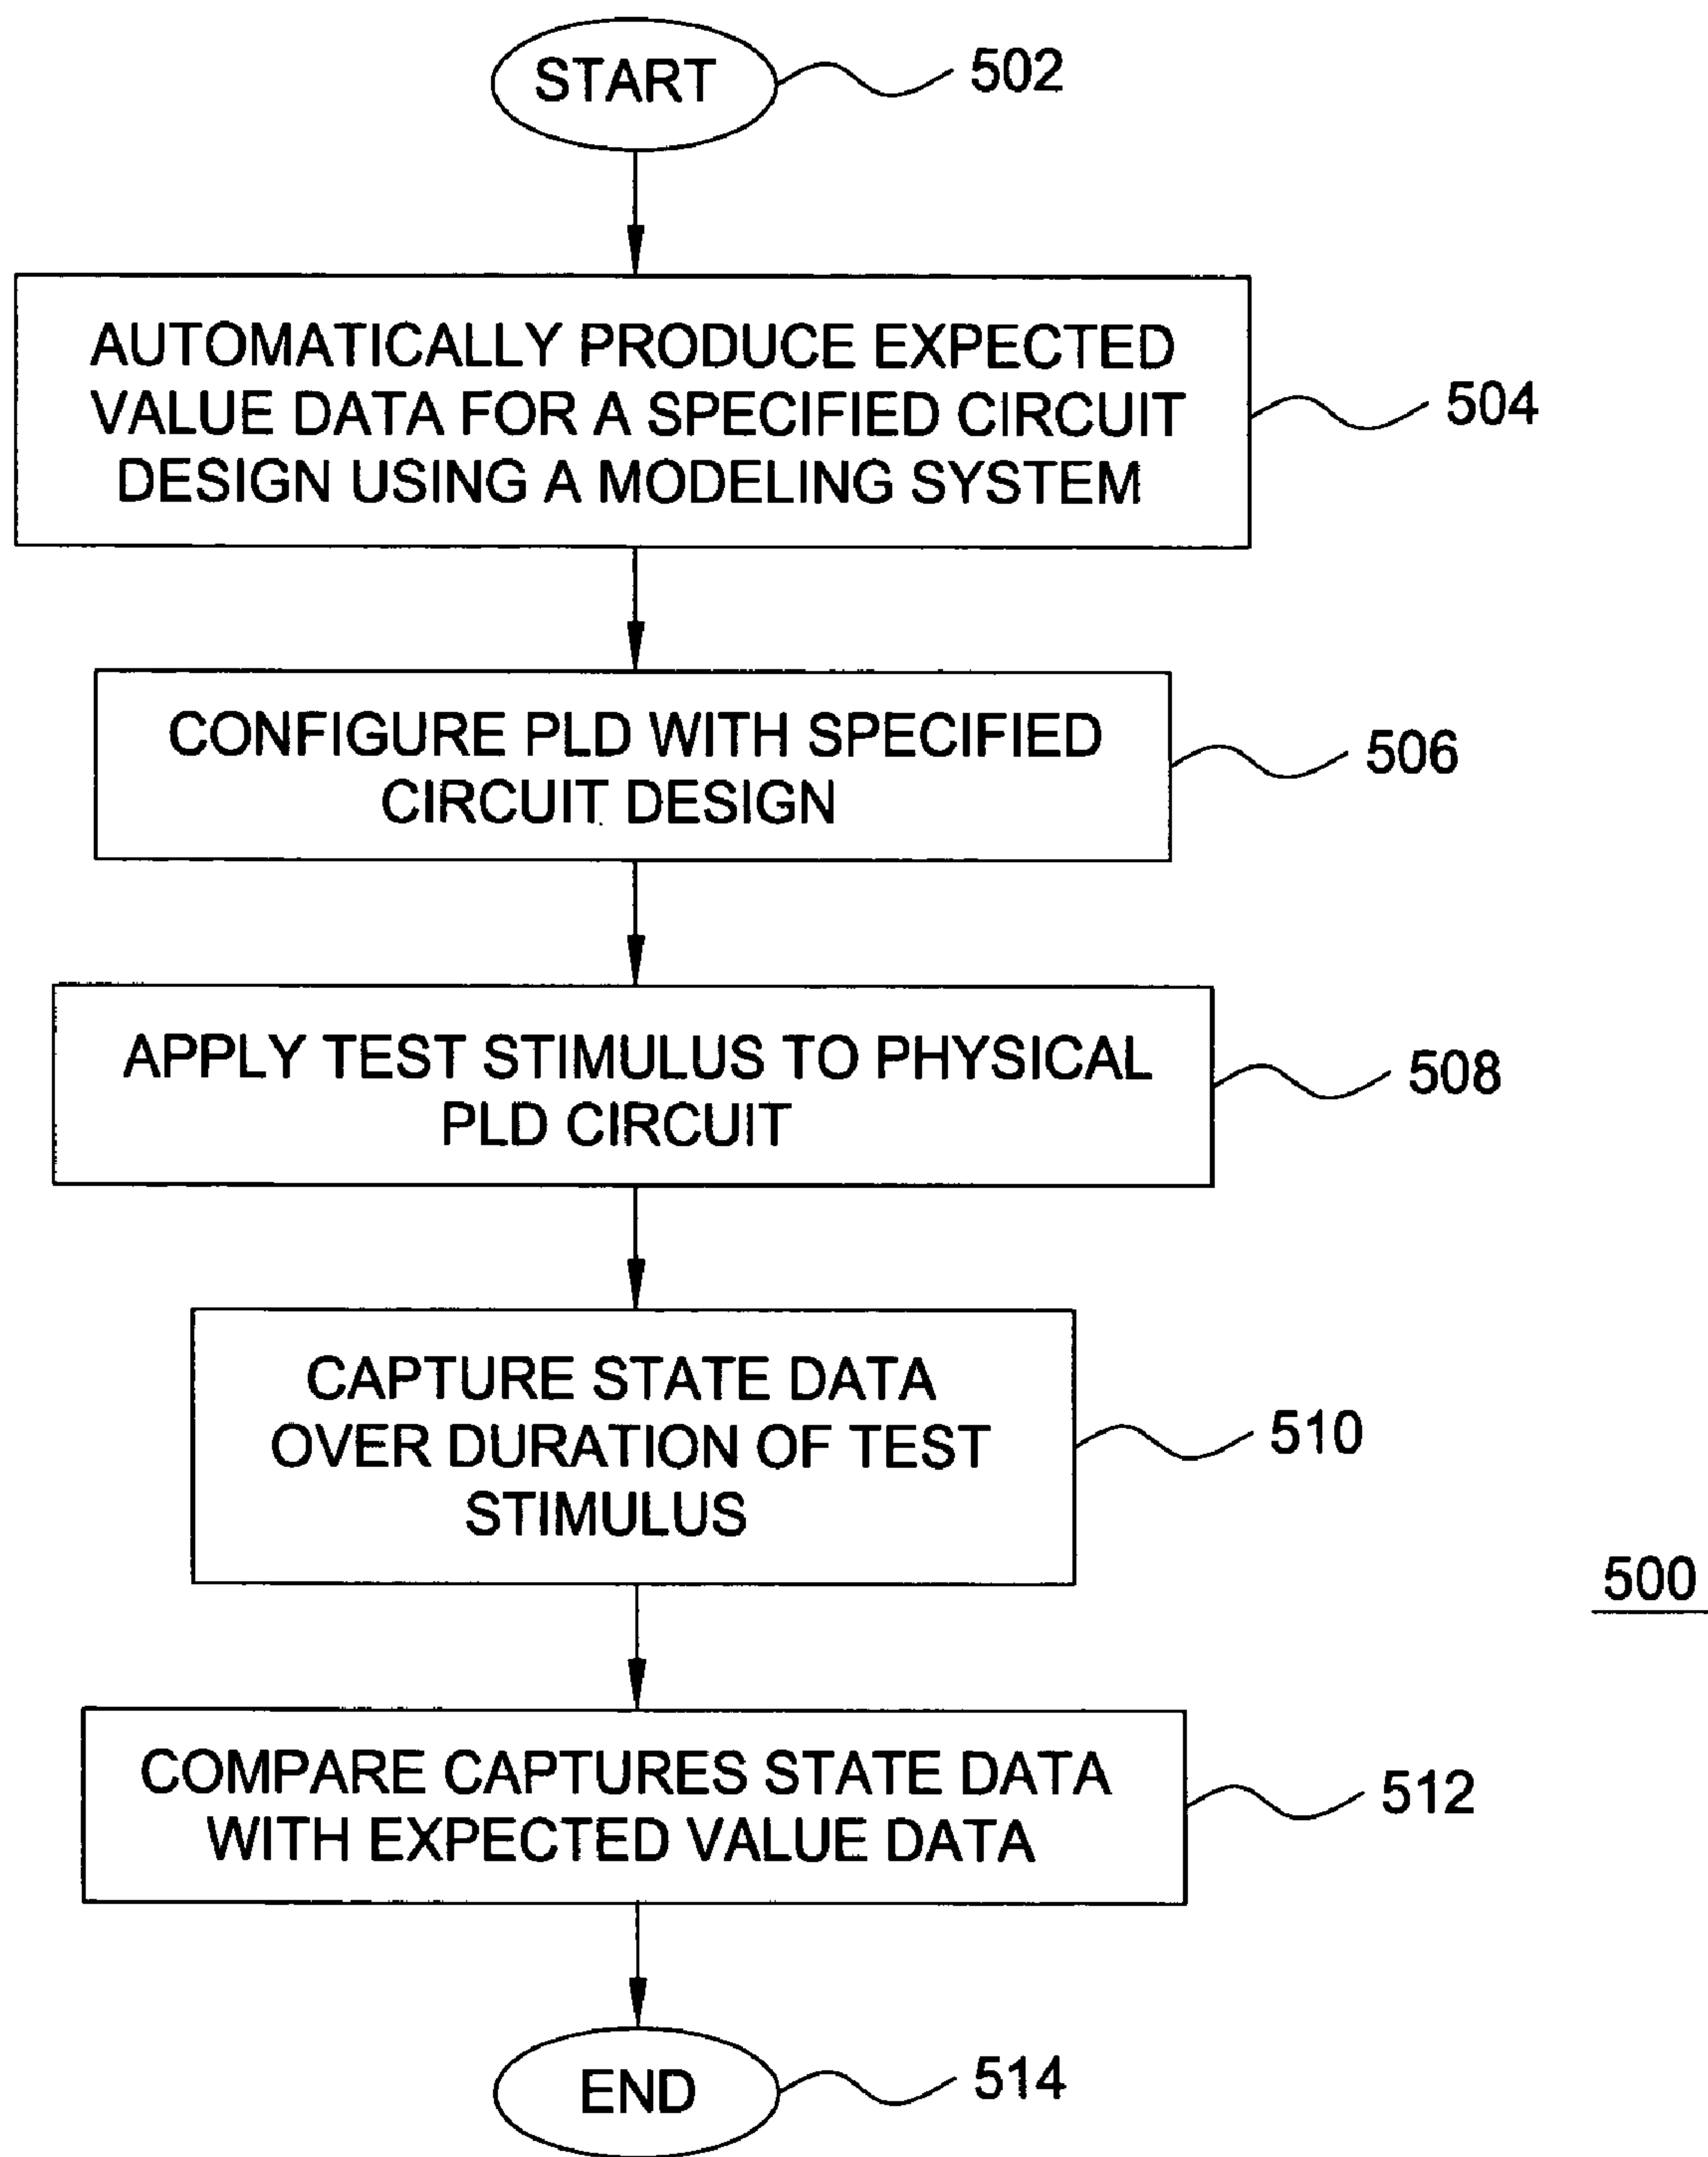 START
502
AUTOMATICALLY PRODUCE EXPECTED
VALUE DATA FOR A SPECIFIED CIRCUIT
DESIGN USING A MODELING SYSTEM
504
CONFIGURE PLD WITH SPECIFIED
CIRCUIT DESIGN
506
APPLY TEST STIMULUS TO PHYSICAL
PLD CIRCUIT
508
CAPTURE STATE DATA
OVER DURATION OF TEST
STIMULUS
510
500
COMPARE CAPTURES STATE DATA
WITH EXPECTED VALUE DATA
512
END
514